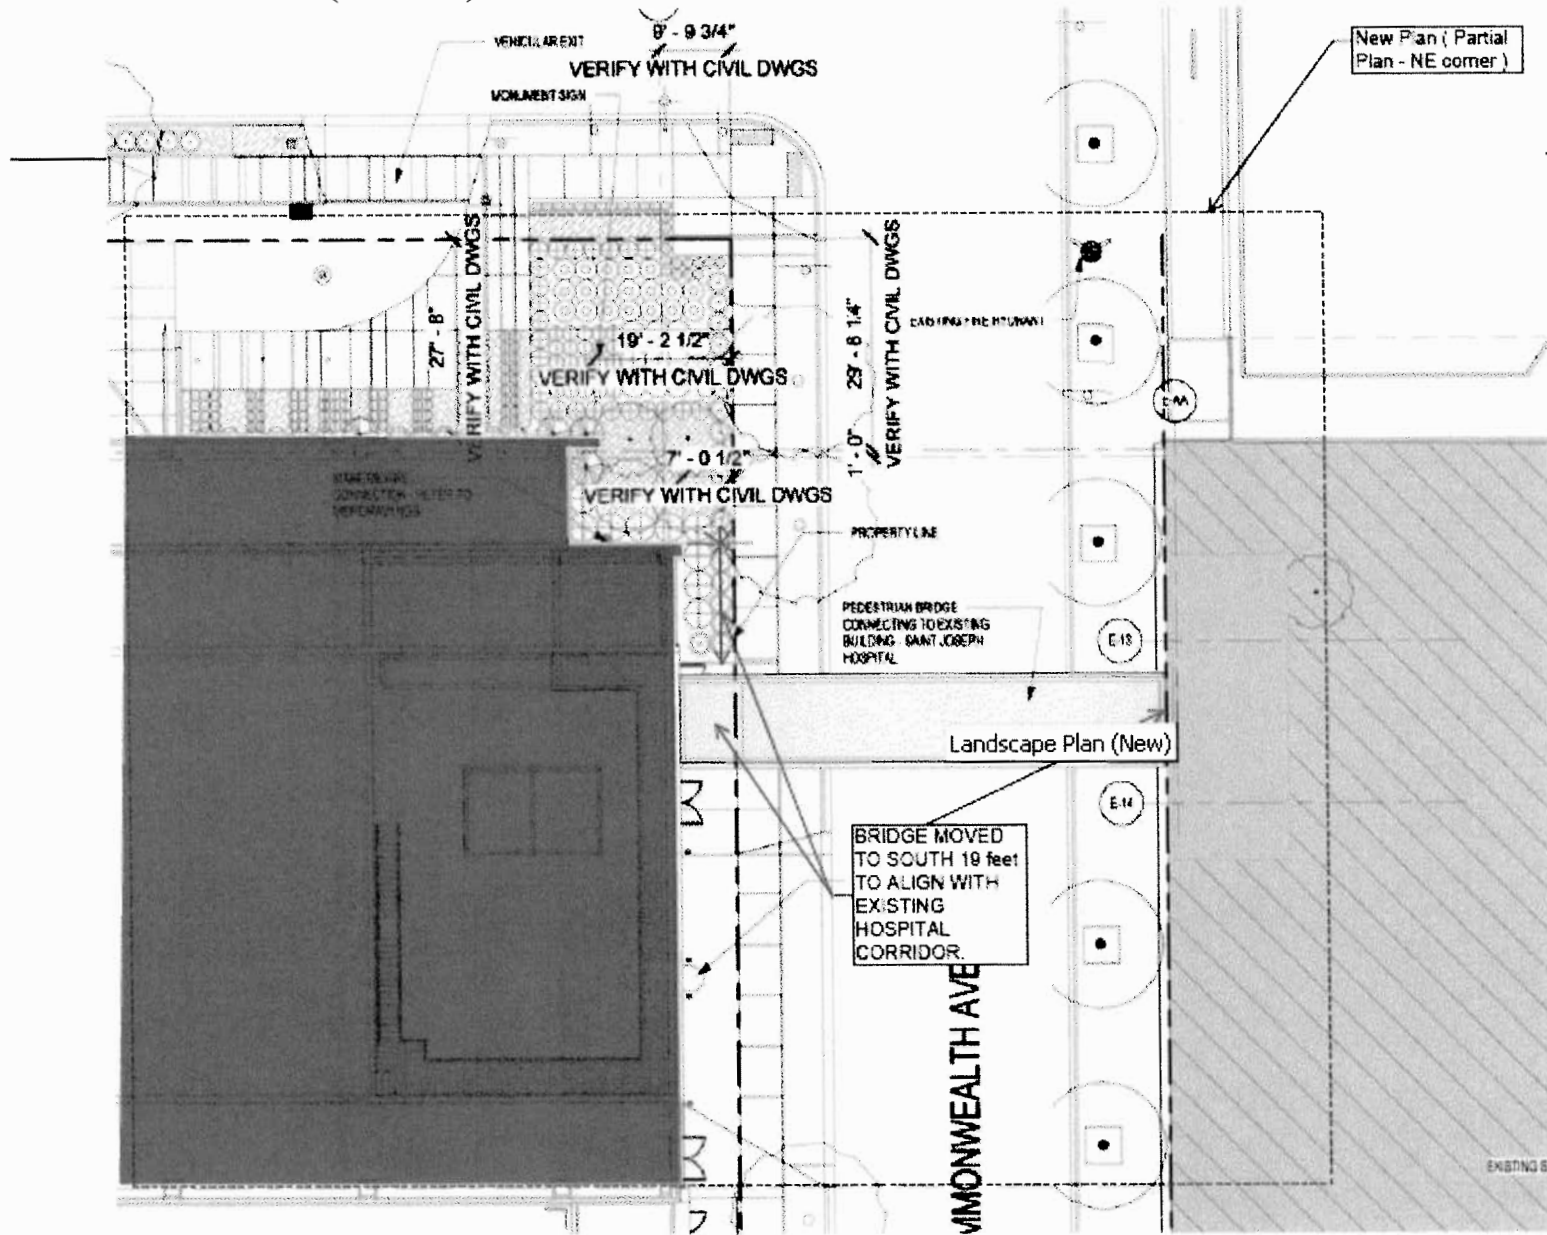 VEHICULAR EXIT
9' - 9 3/4"
VERIFY WITH CIVIL DWGS
MONUMENT SIGN
New Plan ( Partial
Plan - NE corner )
27' - 8"
VERIFY WITH CIVIL DWGS
19' - 2 1/2"
VERIFY WITH CIVIL DWGS
29' - 8 1/4"
1' - 0"
VERIFY WITH CIVIL DWGS
EXISTING FIRE HYDRANT
7' - 0 1/2"
VERIFY WITH CIVIL DWGS
CONNECTION - REFER TO
PROPERTY LINE
PEDESTRIAN BRIDGE
CONNECTING TO EXISTING
BUILDING - SAINT JOSEPH
HOSPITAL
E-13
Landscape Plan (New)
E-14
BRIDGE MOVED
TO SOUTH 19 feet
TO ALIGN WITH
EXISTING
HOSPITAL
CORRIDOR.
MMONWEALTH AVE
EXISTING S